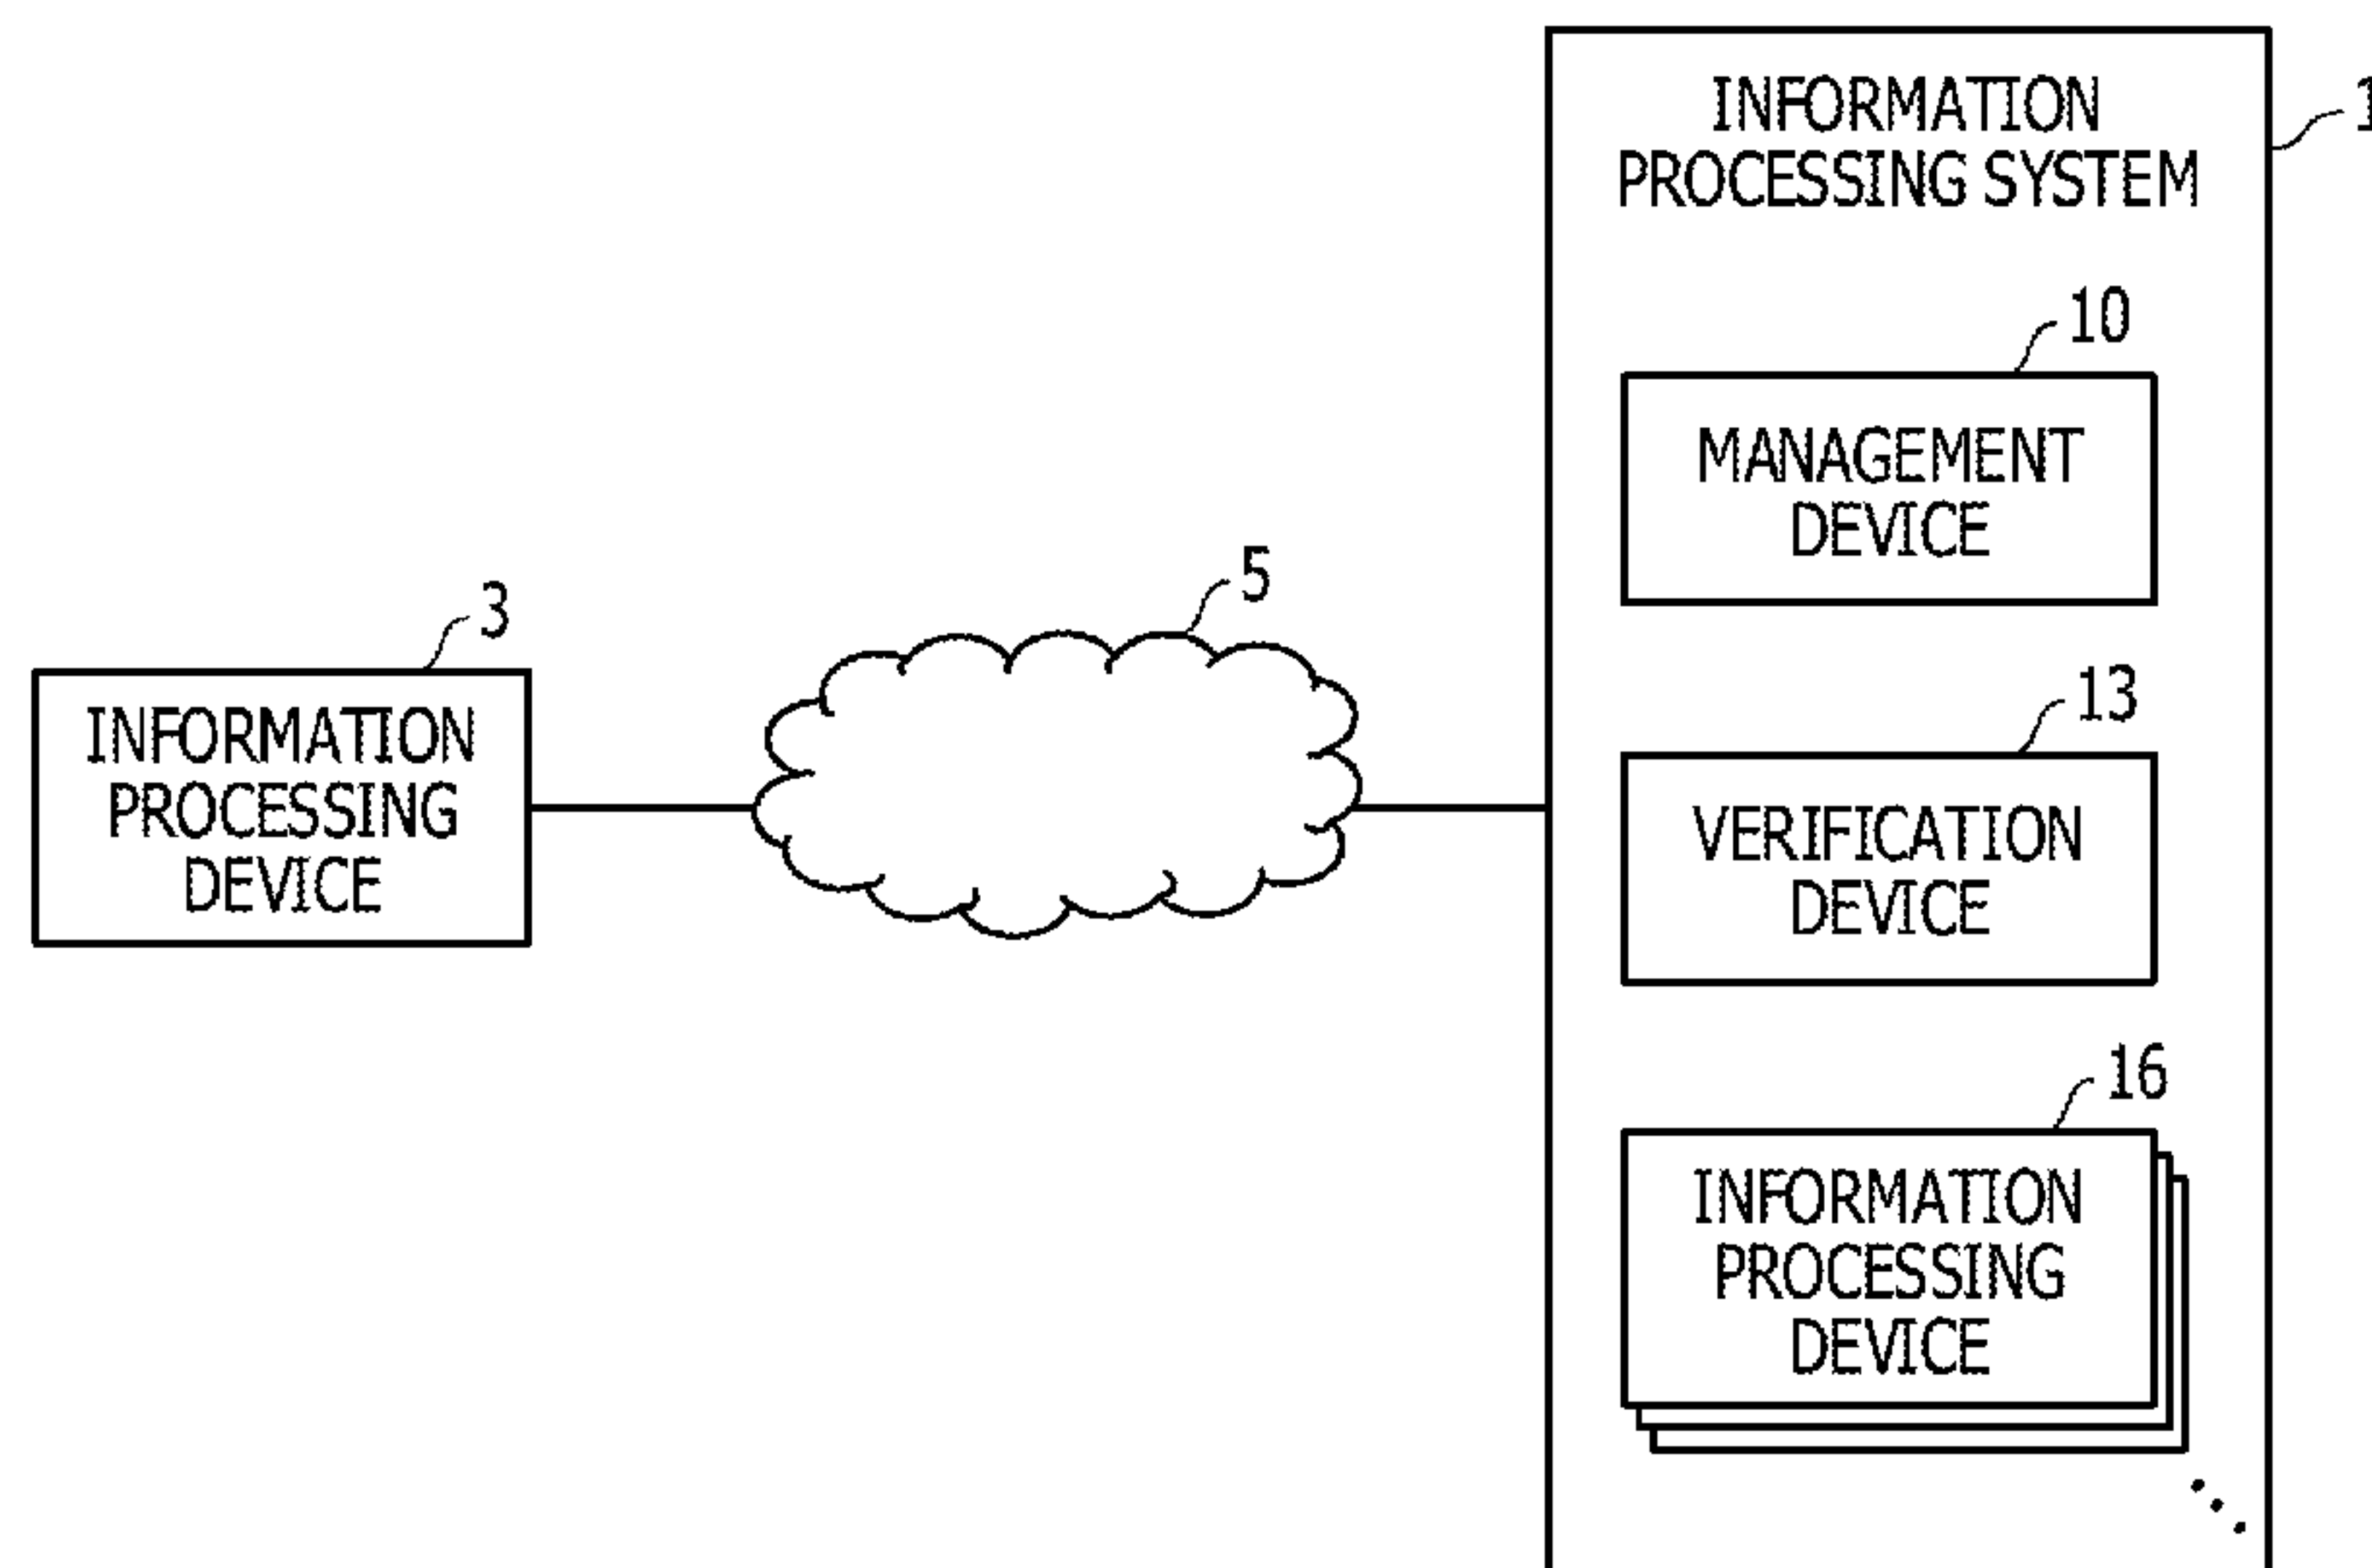 INFORMATION
PROCESSING SYSTEM
1
10
MANAGEMENT
DEVICE
5
3
INFORMATION
PROCESSING
DEVICE
13
VERIFICATION
DEVICE
16
INFORMATION
PROCESSING
DEVICE